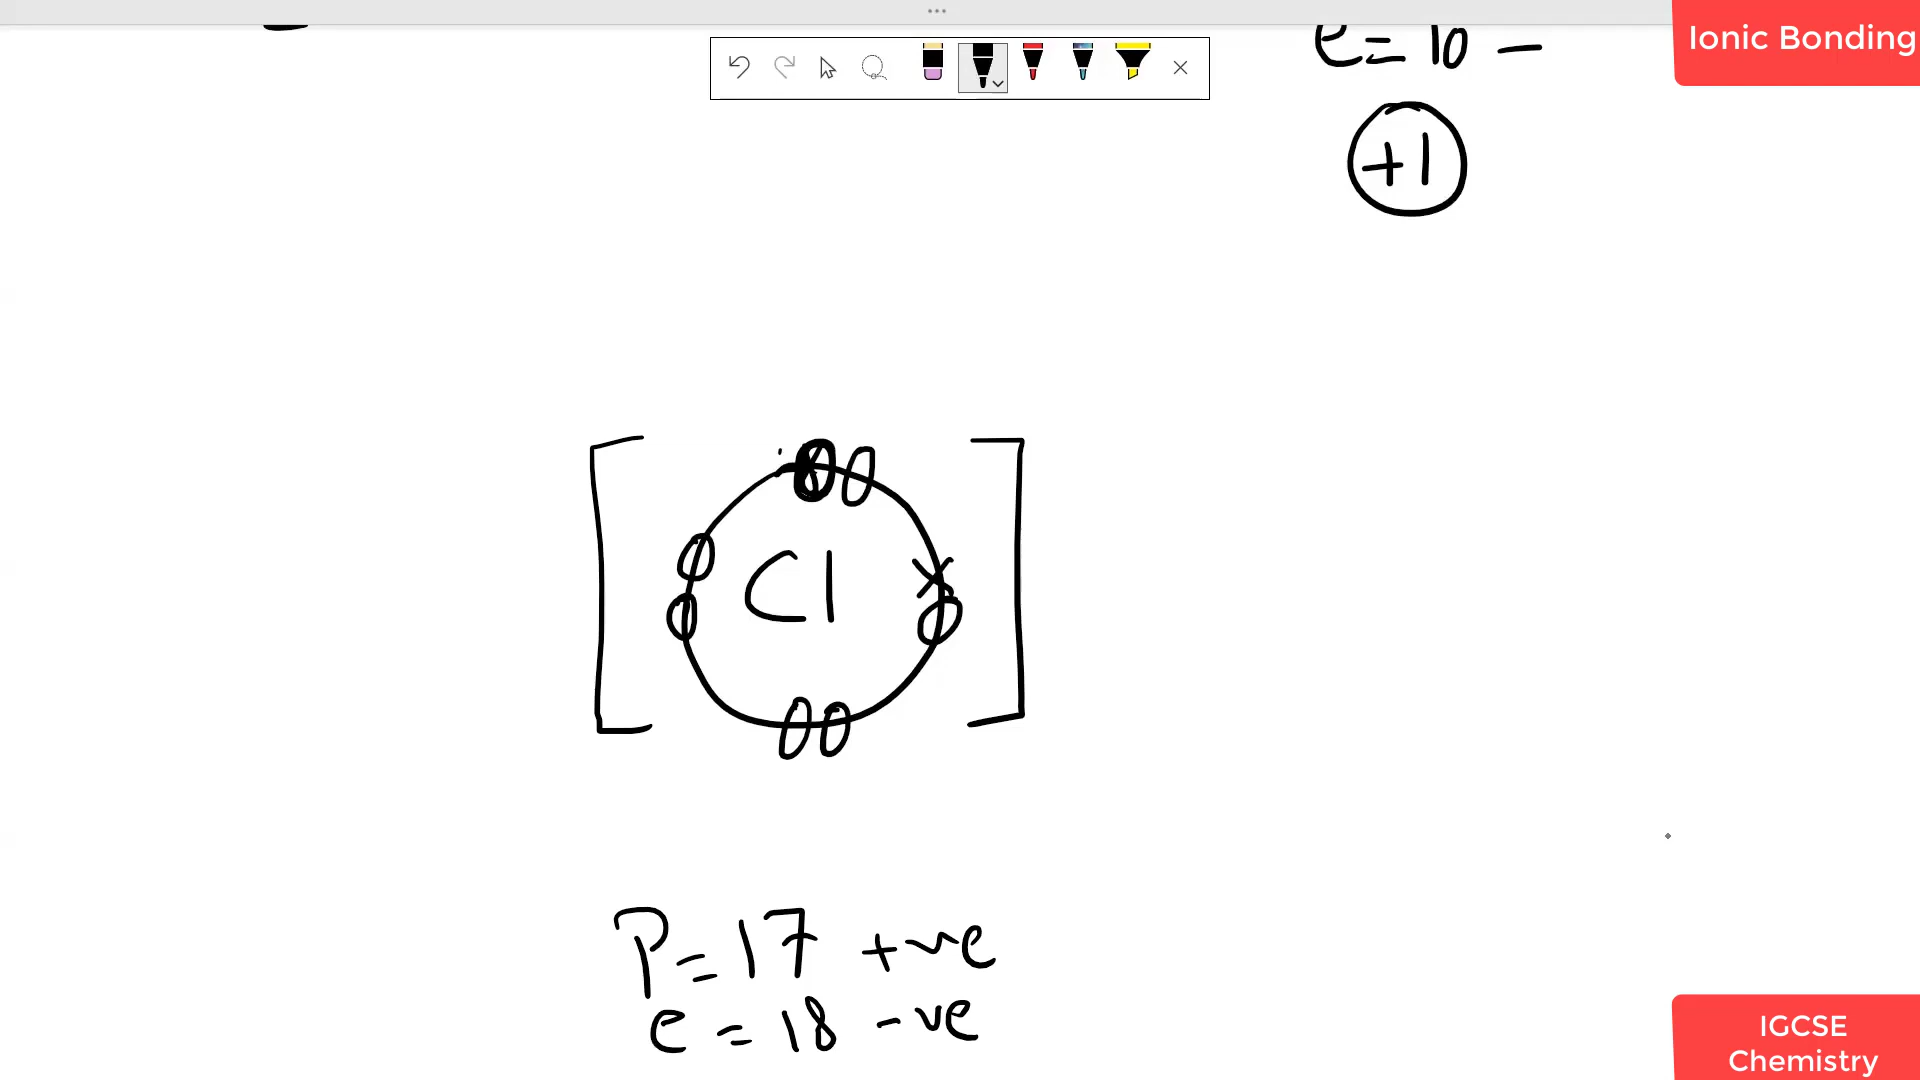 e = 10 -
Ionic Bonding
+1
Cl
P = 17 +ve
e = 18 -ve
IGCSE
Chemistry